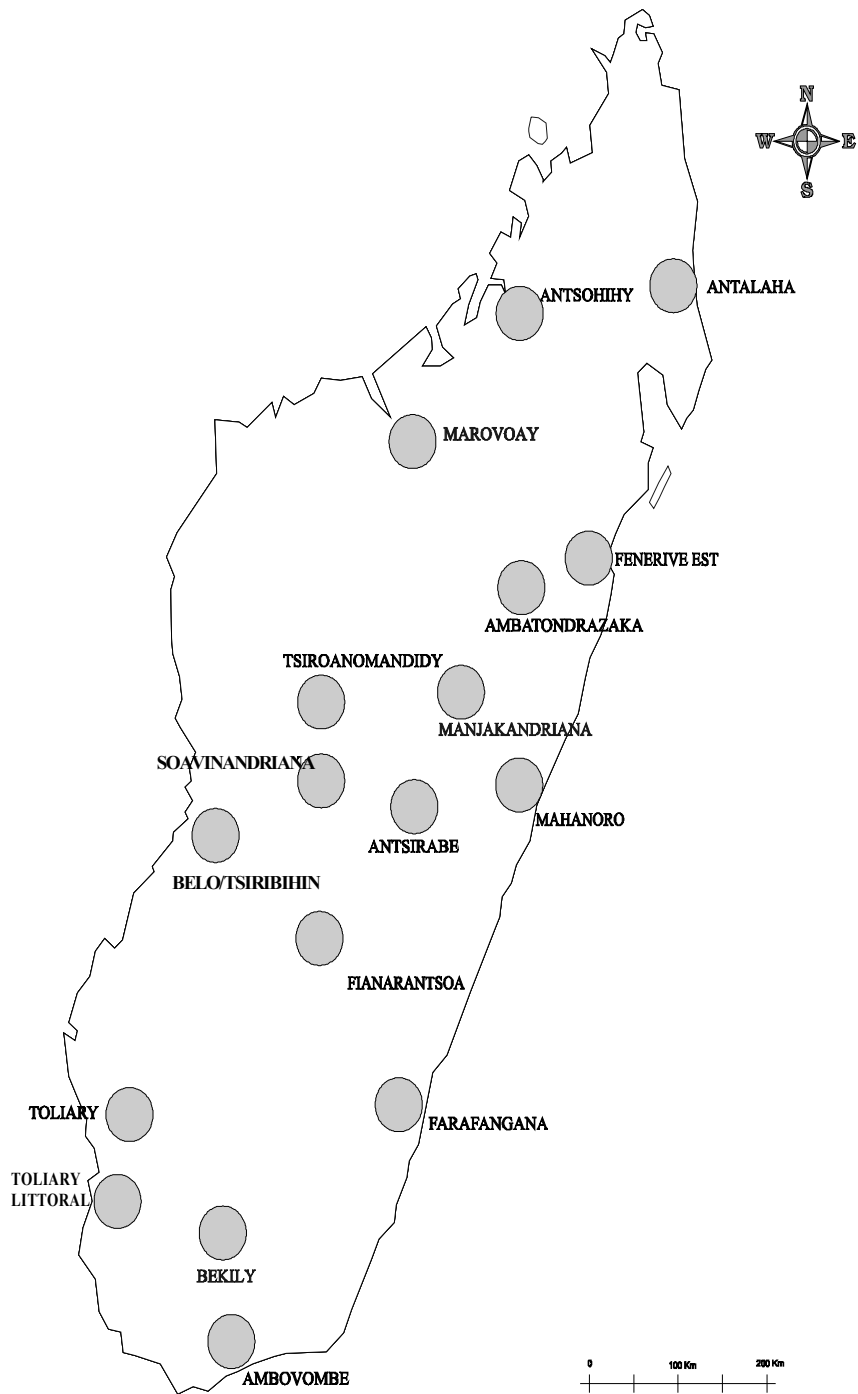 N
W E
S
ANTSOHIHY
ANTALAHA
MAROVOAY
FENERIVE EST
AMBATONDRAZAKA
TSIROANOMANDIDY
MANJAKANDRIANA
SOAVINANDRIANA
MAHANORO
ANTSIRABE
BELO/TSIRIBIHIN
FIANARANTSOA
TOLIARY
FARAFANGANA
TOLIARY
LITTORAL
BEKILY
AMBOVOMBE
0 100 Km 200 Km